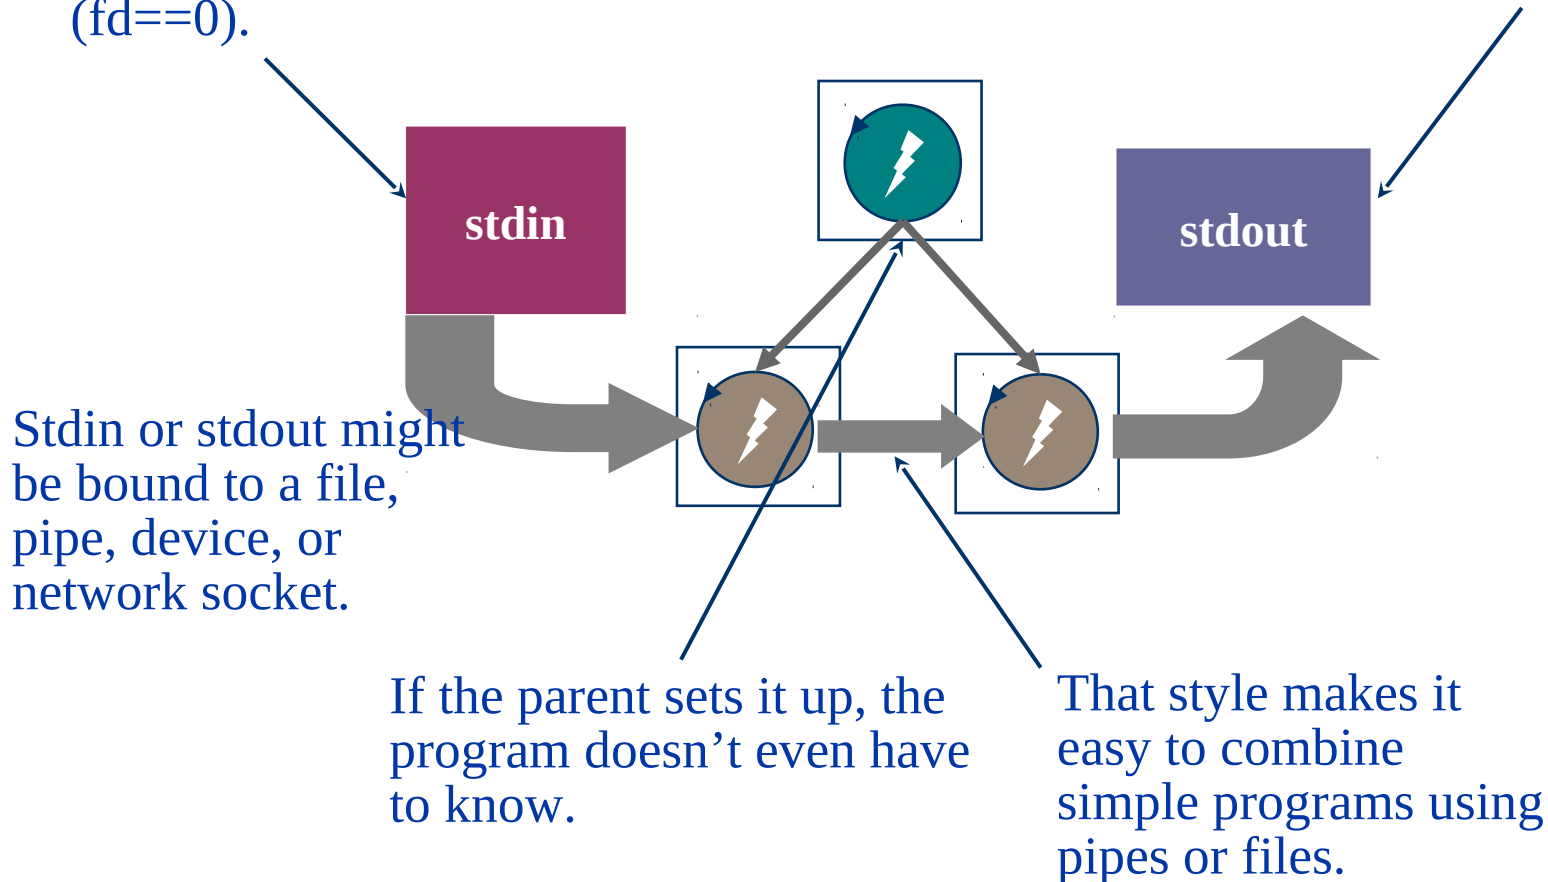 (fd==0).
stdin
stdout
Stdin or stdout might
be bound to a file,
pipe, device, or
network socket.
If the parent sets it up, the
program doesn’t even have
to know.
That style makes it
easy to combine
simple programs using
pipes or files.